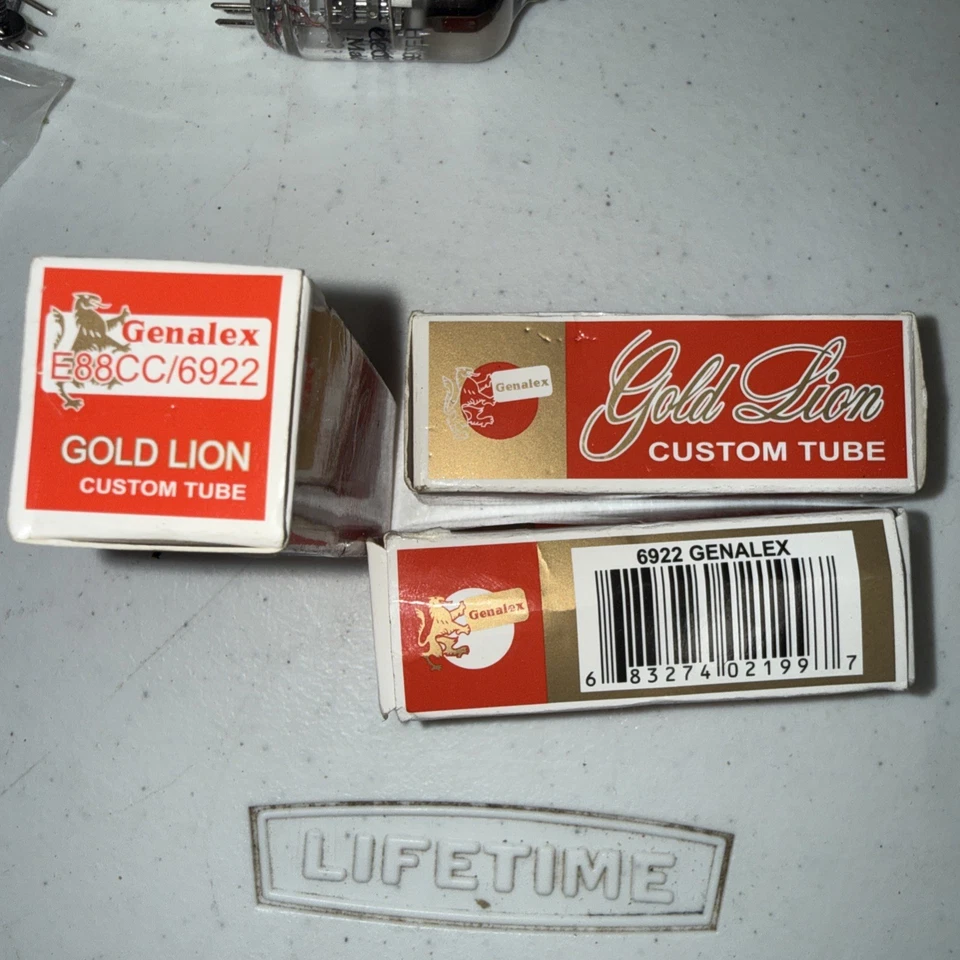 Genalex
E88CC/6922
GOLD LION
CUSTOM TUBE
Genalex
Gold Lion
CUSTOM TUBE
6922 GENALEX
Genalex
6 83274 02199 7
LIFETIME